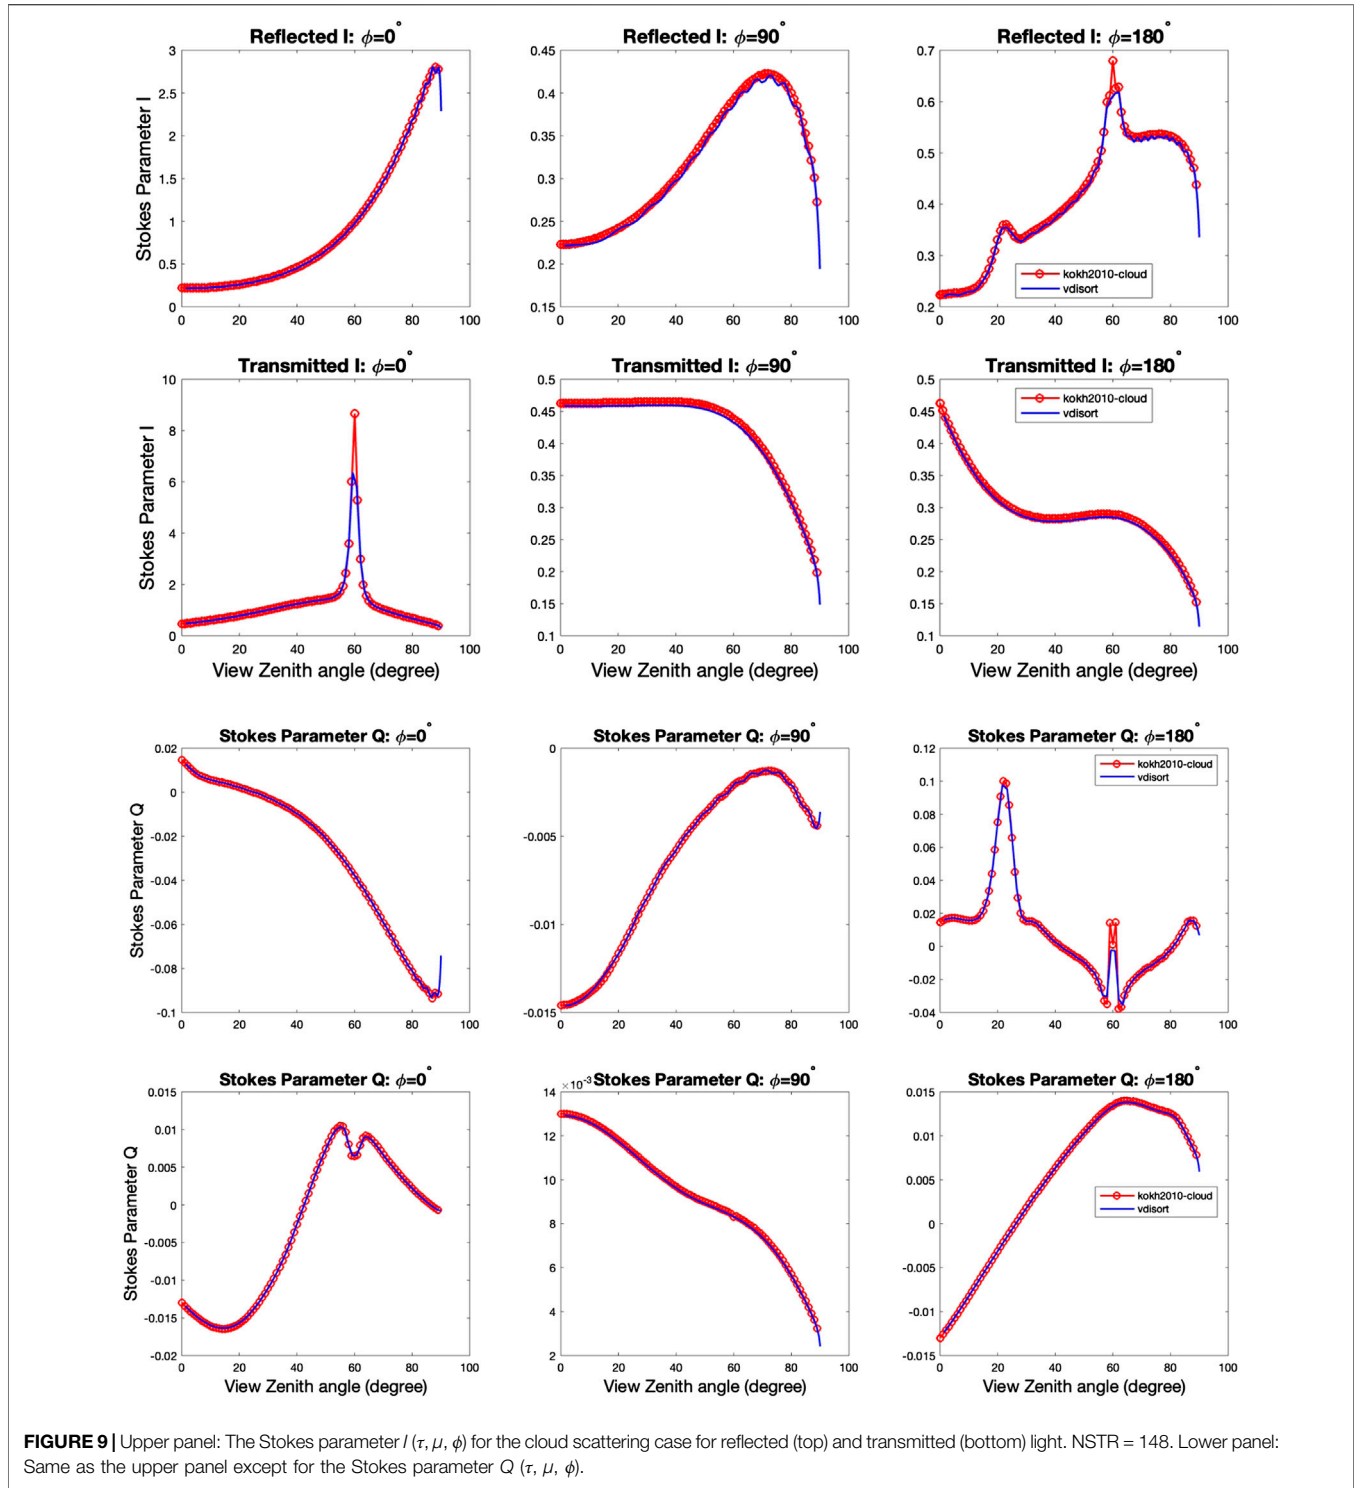 Reflected I: ϕ=0° Reflected I: ϕ=90° Reflected I: ϕ=180°
Stokes Parameter I
3
2.5
2
1.5
1
0.5
0
0 20 40 60 80 100
0.45
0.4
0.35
0.3
0.25
0.2
0.15
0 20 40 60 80 100
0.7
0.6
0.5
0.4
0.3
0.2
kokh2010-cloud
vdisort
0 20 40 60 80 100
Transmitted I: ϕ=0° Transmitted I: ϕ=90° Transmitted I: ϕ=180°
Stokes Parameter I
10
8
6
4
2
0
0 20 40 60 80 100
View Zenith angle (degree)
0.5
0.45
0.4
0.35
0.3
0.25
0.2
0.15
0.1
0 20 40 60 80 100
View Zenith angle (degree)
0.5
0.45
0.4
0.35
0.3
0.25
0.2
0.15
0.1
kokh2010-cloud
vdisort
0 20 40 60 80 100
View Zenith angle (degree)
Stokes Parameter Q: ϕ=0° Stokes Parameter Q: ϕ=90° Stokes Parameter Q: ϕ=180°
Stokes Parameter Q
0.02
0
-0.02
-0.04
-0.06
-0.08
-0.1
0 20 40 60 80 100
0
-0.005
-0.01
-0.015
0 20 40 60 80 100
0.12
0.1
0.08
0.06
0.04
0.02
0
-0.02
-0.04
kokh2010-cloud
vdisort
0 20 40 60 80 100
Stokes Parameter Q: ϕ=0° ×10⁻³ Stokes Parameter Q: ϕ=90° Stokes Parameter Q: ϕ=180°
Stokes Parameter Q
0.015
0.01
0.005
0
-0.005
-0.01
-0.015
-0.02
0 20 40 60 80 100
View Zenith angle (degree)
14
12
10
8
6
4
2
0 20 40 60 80 100
View Zenith angle (degree)
0.015
0.01
0.005
0
-0.005
-0.01
-0.015
kokh2010-cloud
vdisort
0 20 40 60 80 100
View Zenith angle (degree)
FIGURE 9 | Upper panel: The Stokes parameter I (τ, μ, ϕ) for the cloud scattering case for reflected (top) and transmitted (bottom) light. NSTR = 148. Lower panel:
Same as the upper panel except for the Stokes parameter Q (τ, μ, ϕ).